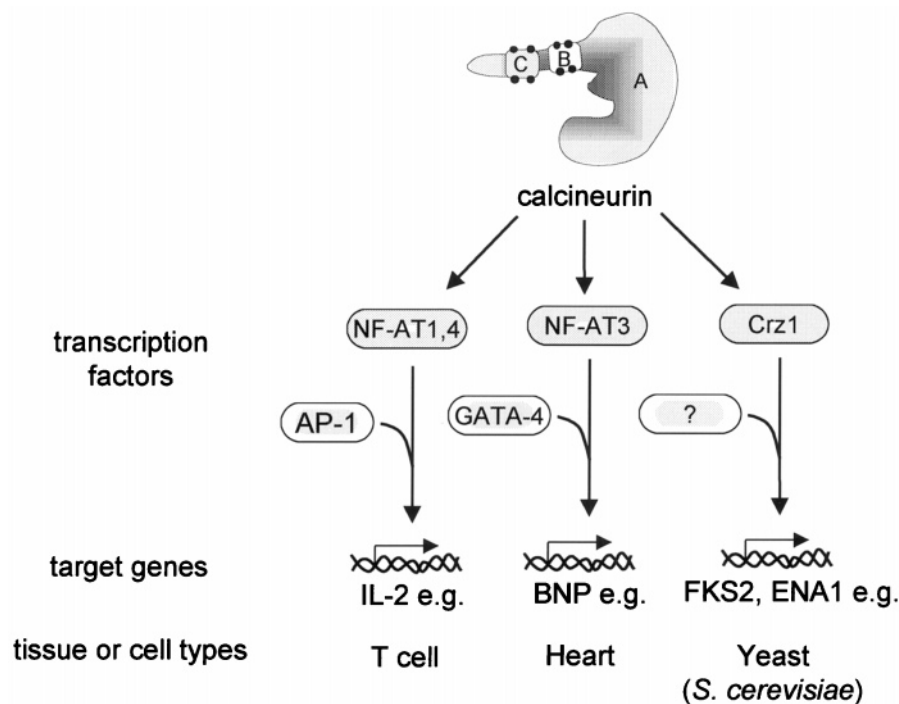 C B A
calcineurin
transcription
factors
NF-AT1,4 NF-AT3 Crz1
AP-1 GATA-4 ?
target genes
IL-2 e.g. BNP e.g. FKS2, ENA1 e.g.
tissue or cell types T cell Heart Yeast
(S. cerevisiae)